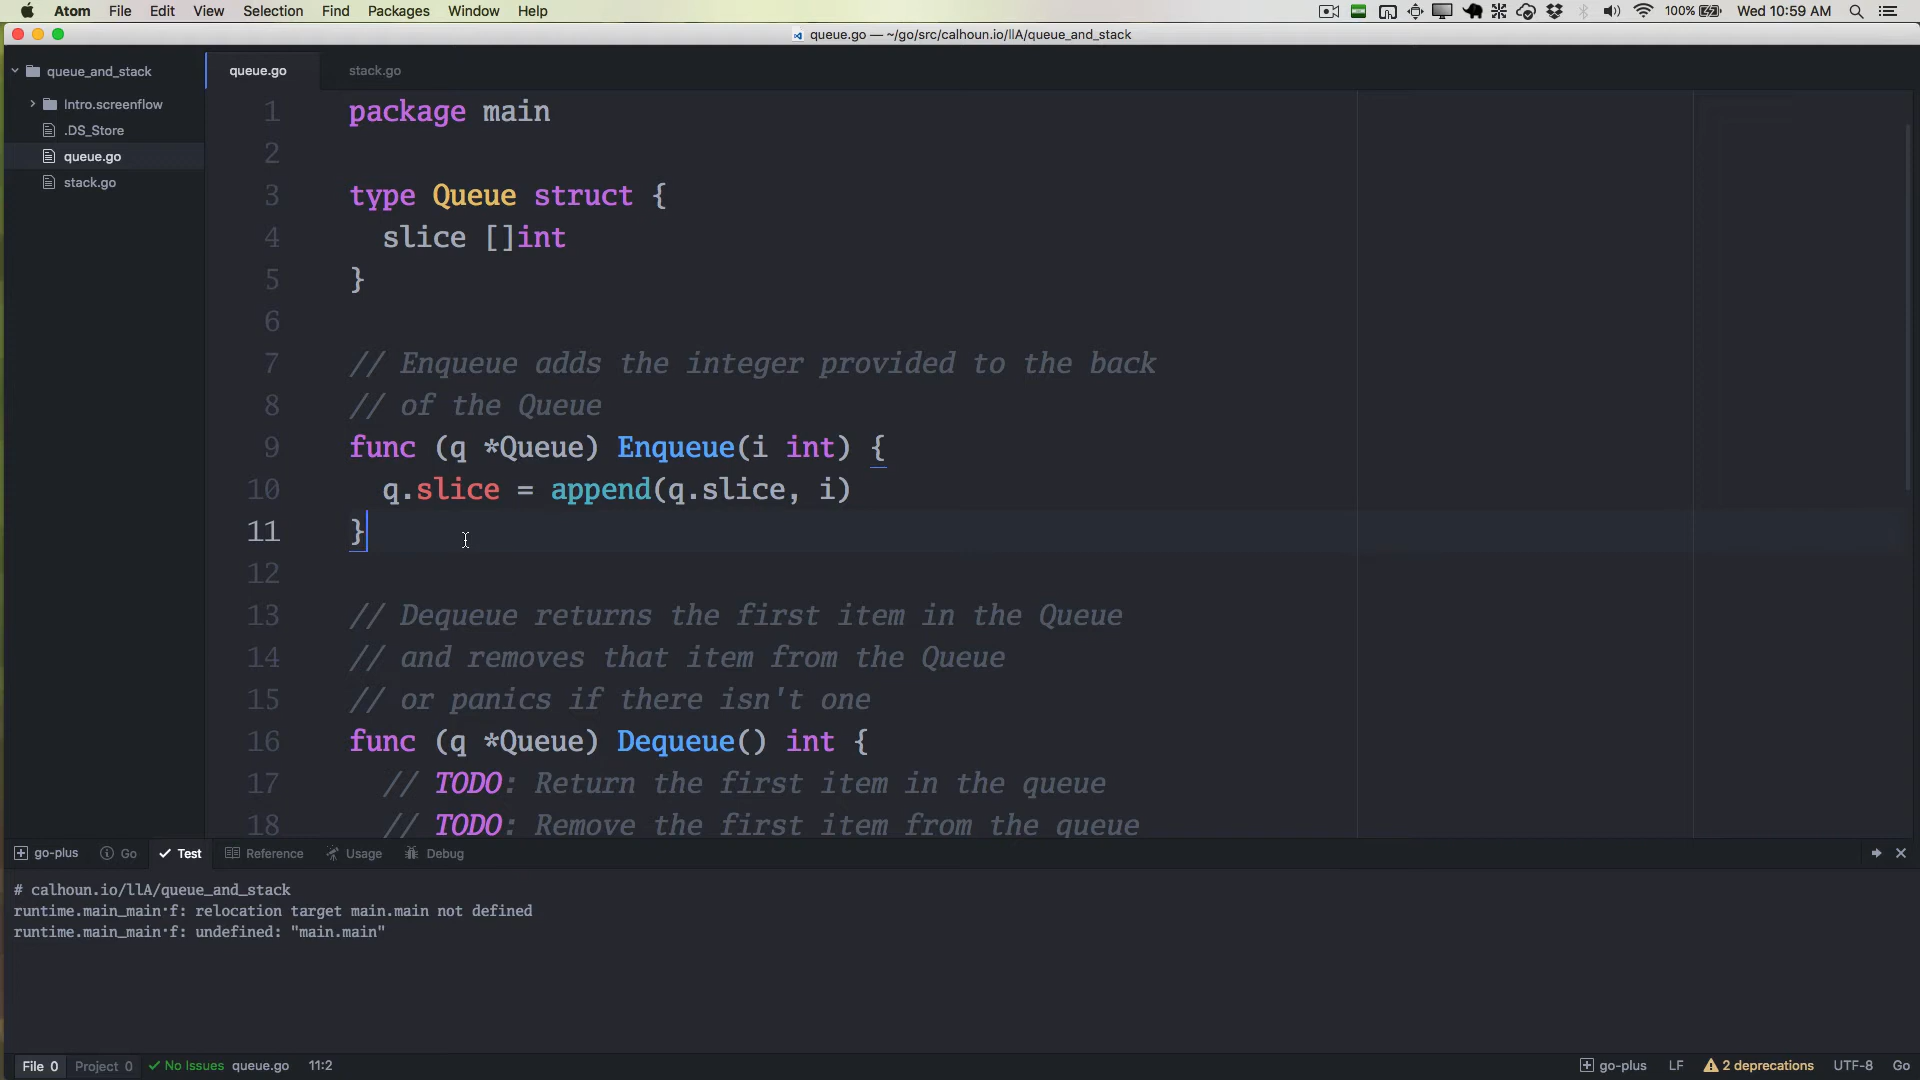 Atom File Edit View Selection Find Packages Window Help 100% Wed 10:59 AM
queue.go — ~/go/src/calhoun.io/llA/queue_and_stack
queue_and_stack
Intro.screenflow
.DS_Store
queue.go
stack.go
queue.go stack.go
1 package main
2
3 type Queue struct {
4 slice []int
5 }
6
7 // Enqueue adds the integer provided to the back
8 // of the Queue
9 func (q *Queue) Enqueue(i int) {
10 q.slice = append(q.slice, i)
11 }
12
13 // Dequeue returns the first item in the Queue
14 // and removes that item from the Queue
15 // or panics if there isn't one
16 func (q *Queue) Dequeue() int {
17 // TODO: Return the first item in the queue
18 // TODO: Remove the first item from the queue
go-plus Go Test Reference Usage Debug
# calhoun.io/llA/queue_and_stack
runtime.main_main·f: relocation target main.main not defined
runtime.main_main·f: undefined: "main.main"
File 0 Project 0 No Issues queue.go 11:2 go-plus LF 2 deprecations UTF-8 Go